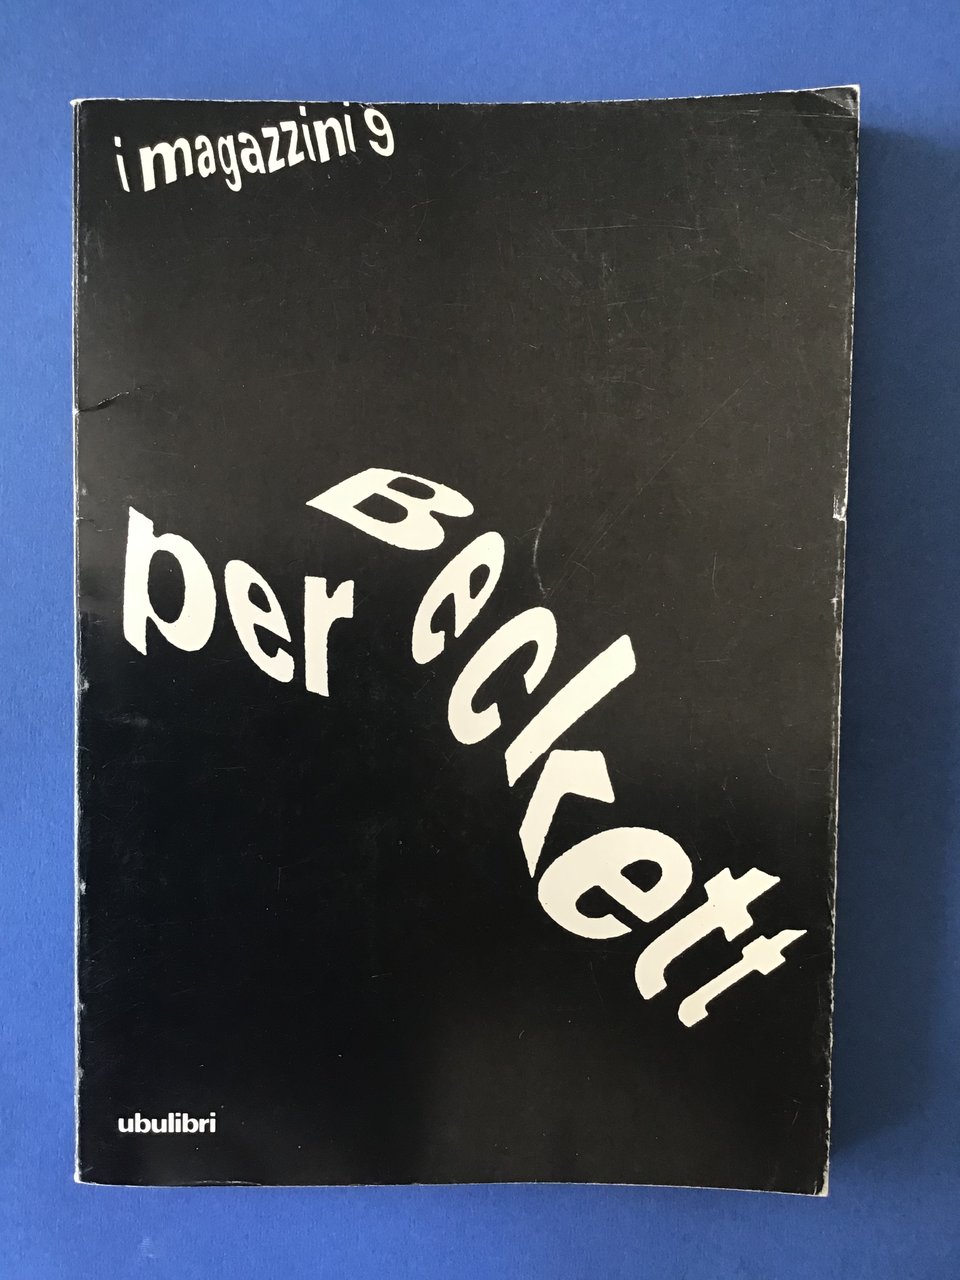 i magazzini 9
per
Beckett
ubulibri